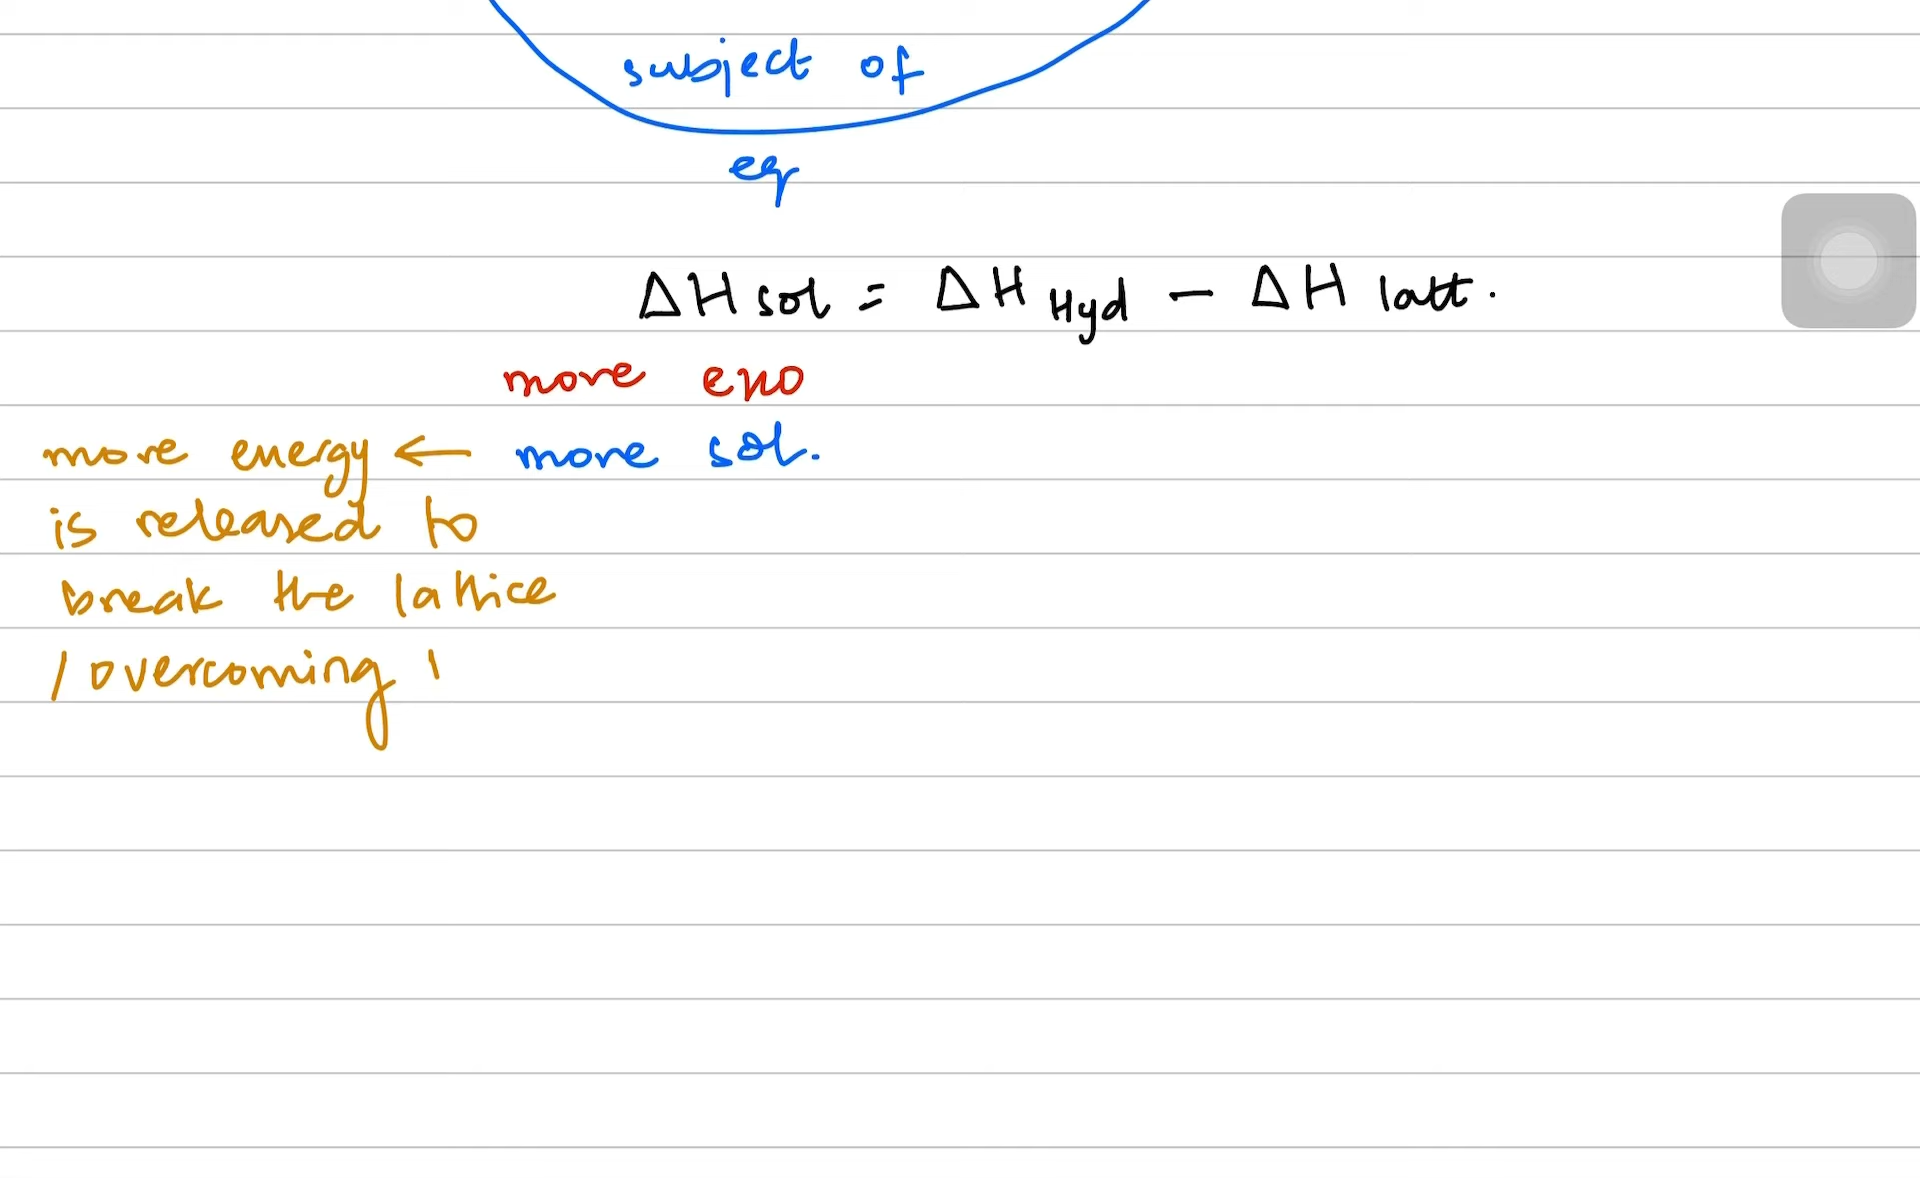 subject of
eq
ΔH sol = ΔH Hyd - ΔH latt.
more exo
more energy ← more sol.
is released to
break the lattice
/ overcoming